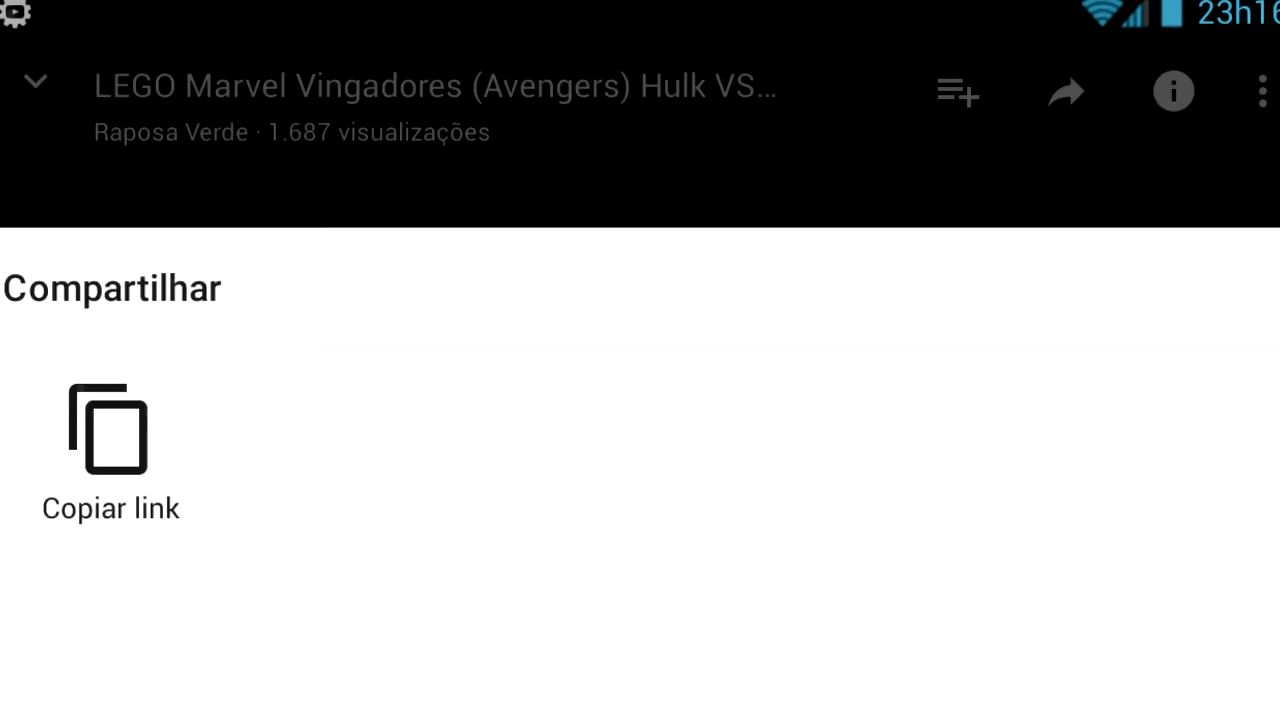 23h16
LEGO Marvel Vingadores (Avengers) Hulk VS...
Raposa Verde · 1.687 visualizações
Compartilhar
Copiar link